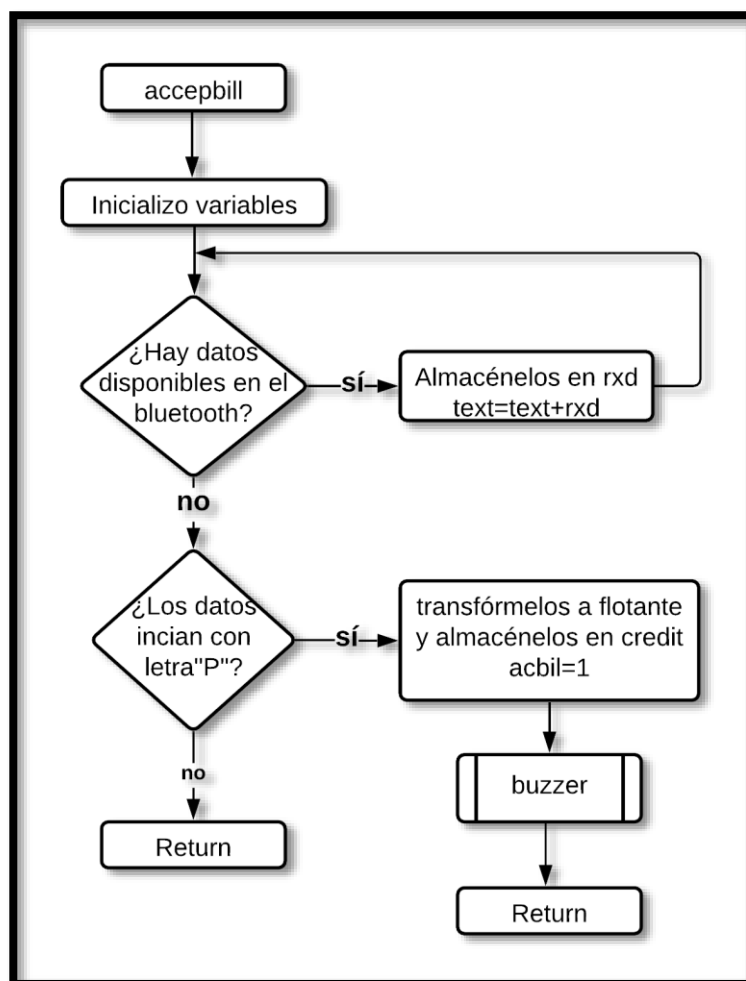 accepbill
Inicializo variables
¿Hay datos
disponibles en el
bluetooth?
sí
Almacénelos en rxd
text=text+rxd
no
¿Los datos
incian con
letra"P"?
sí
transfórmelos a flotante
y almacénelos en credit
acbil=1
no
buzzer
Return
Return